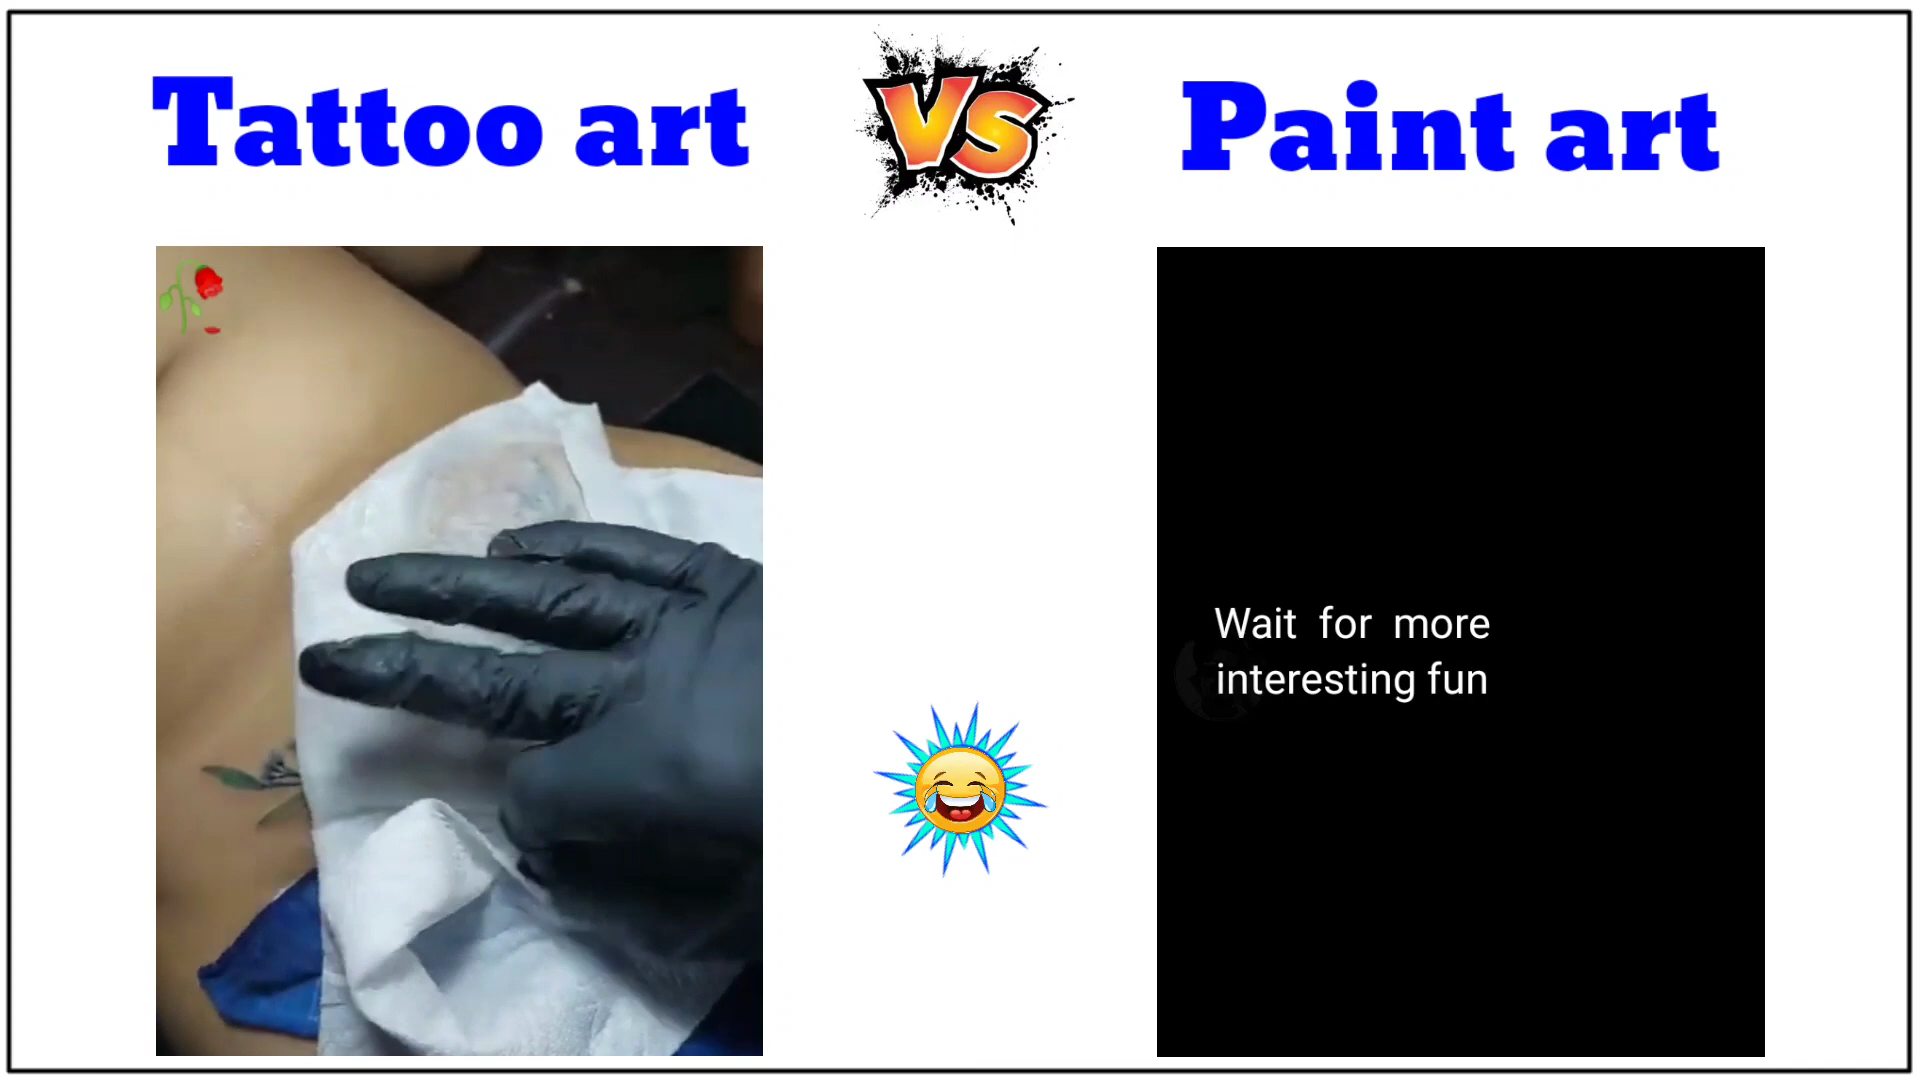 Tattoo art
VS
Paint art
Wait for more
interesting fun